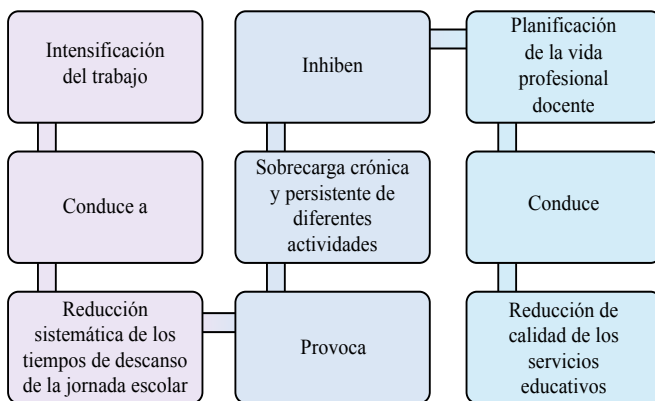 Intensificación
del trabajo
Conduce a
Reducción
sistemática de los
tiempos de descanso
de la jornada escolar
Provoca
Sobrecarga crónica
y persistente de
diferentes
actividades
Inhiben
Planificación
de la vida
profesional
docente
Conduce
Reducción de
calidad de los
servicios
educativos